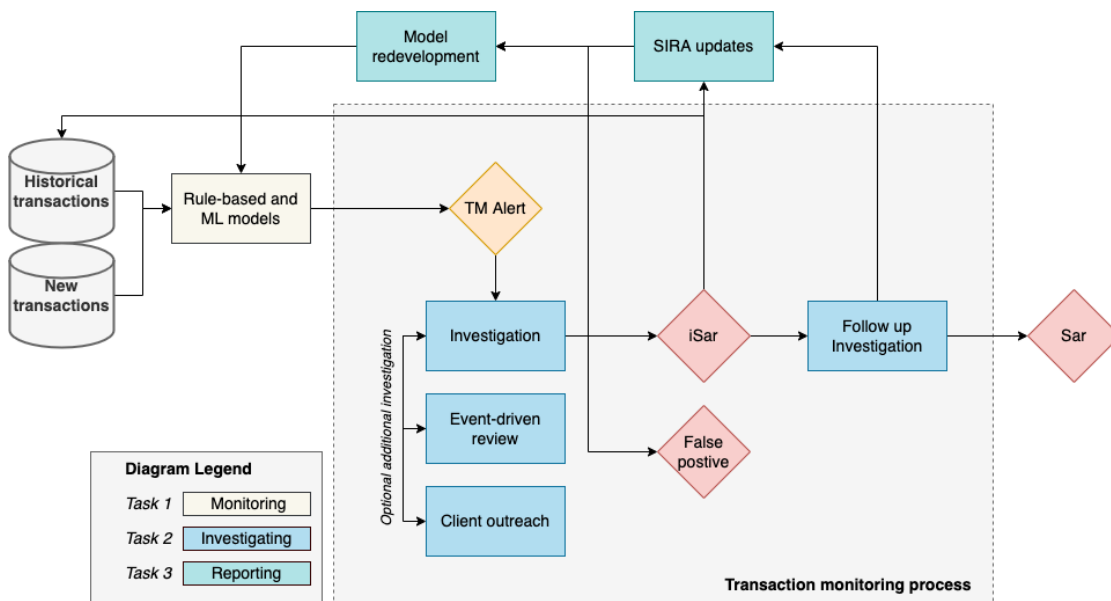 Model
redevelopment
SIRA updates
Historical
transactions
Rule-based and
ML models
TM Alert
New
transactions
Investigation
iSar
Follow up
Investigation
Sar
Optional additional investigation
Event-driven
review
False
postive
Client outreach
Diagram Legend
Task 1
Monitoring
Task 2
Investigating
Task 3
Reporting
Transaction monitoring process